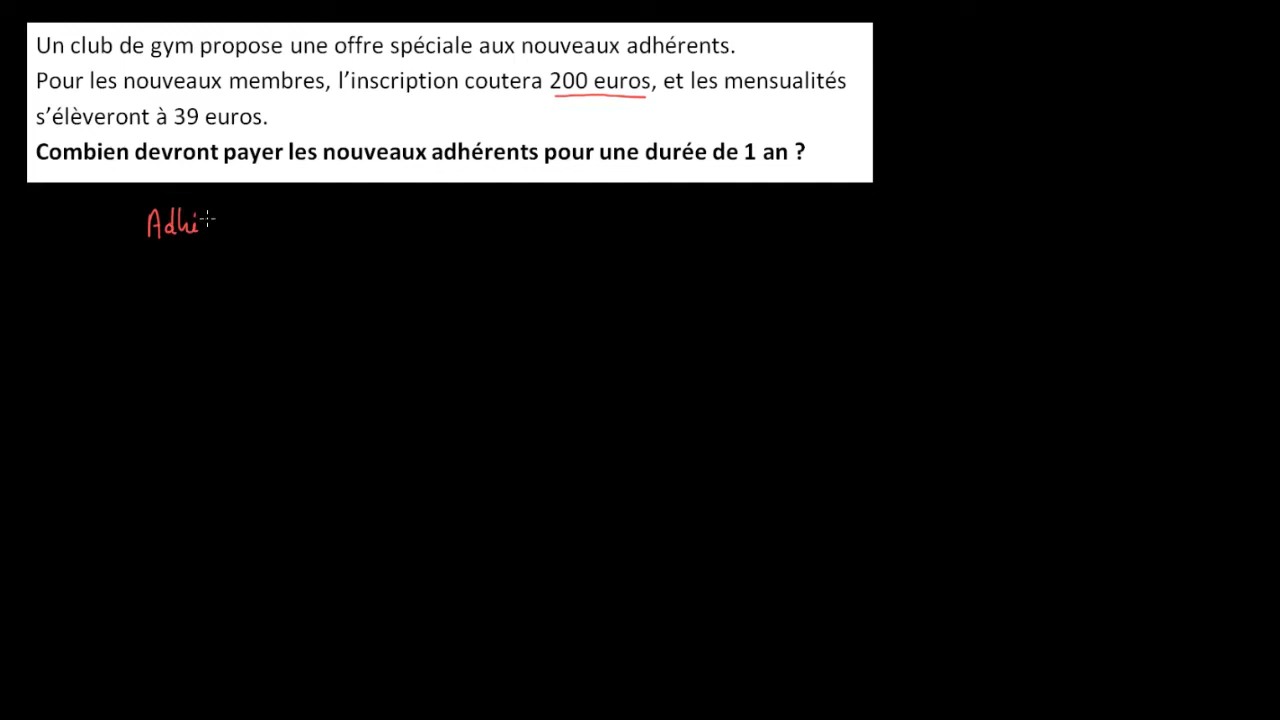 Un club de gym propose une offre spéciale aux nouveaux adhérents.
Pour les nouveaux membres, l’inscription coutera 200 euros, et les mensualités
s’élèveront à 39 euros.
Combien devront payer les nouveaux adhérents pour une durée de 1 an ?
Adhé